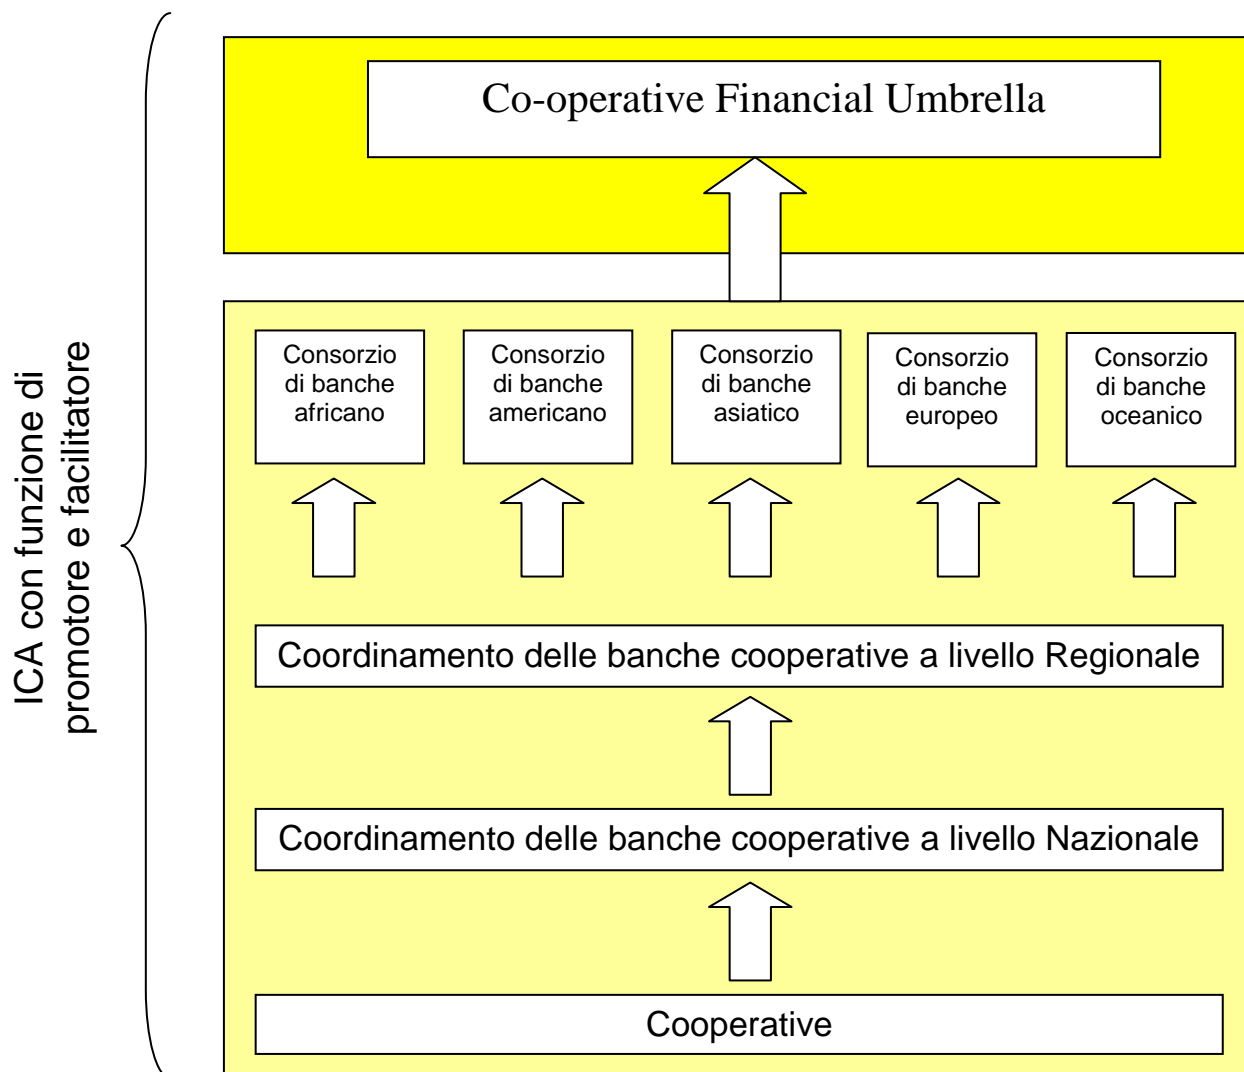 Co-operative Financial Umbrella
ICA con funzione di
promotore e facilitatore
Consorzio
di banche
africano
Consorzio
di banche
americano
Consorzio
di banche
asiatico
Consorzio
di banche
europeo
Consorzio
di banche
oceanico
Coordinamento delle banche cooperative a livello Regionale
Coordinamento delle banche cooperative a livello Nazionale
Cooperative